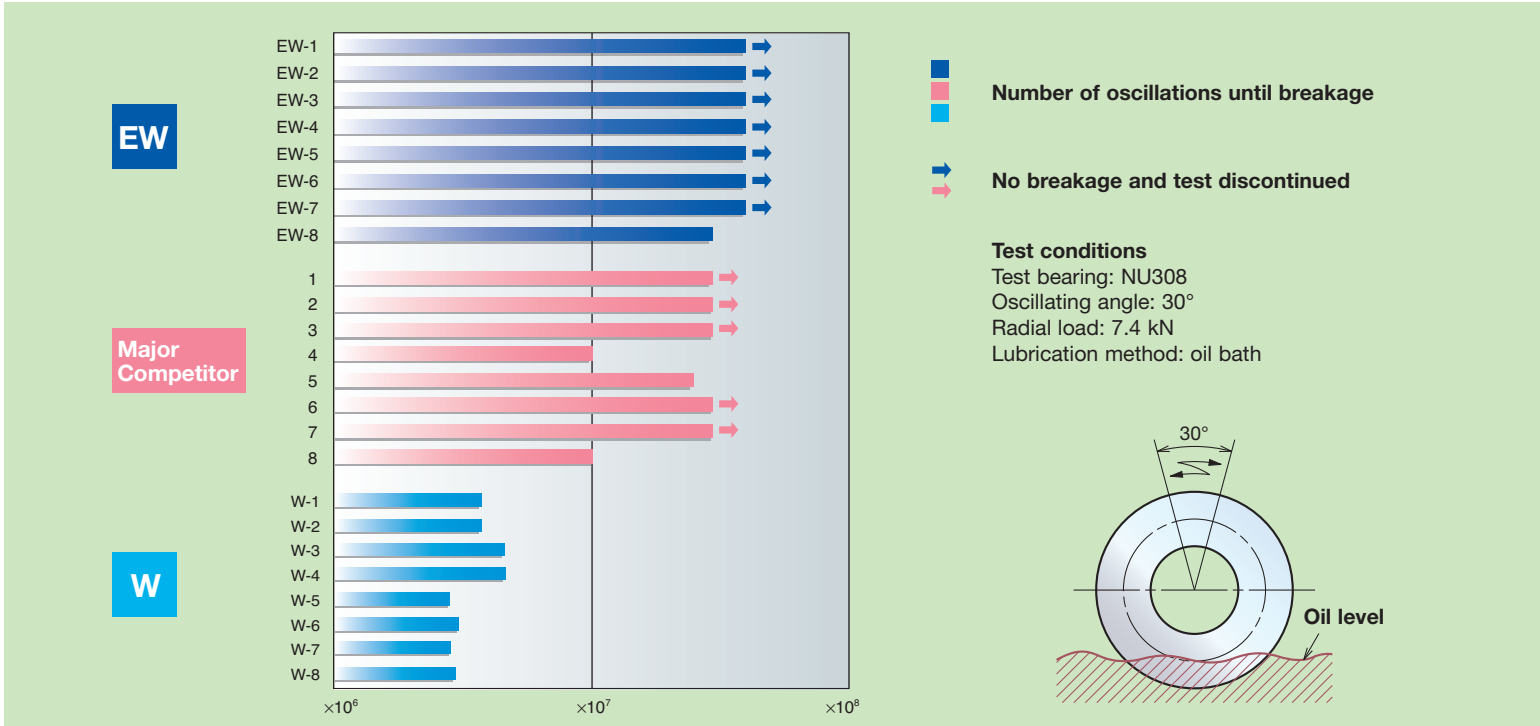 EW
EW-1
EW-2
EW-3
EW-4
EW-5
EW-6
EW-7
EW-8
Major
Competitor
1
2
3
4
5
6
7
8
W
W-1
W-2
W-3
W-4
W-5
W-6
W-7
W-8
×10⁶
×10⁷
×10⁸
Number of oscillations until breakage
No breakage and test discontinued
Test conditions
Test bearing: NU308
Oscillating angle: 30°
Radial load: 7.4 kN
Lubrication method: oil bath
30°
Oil level